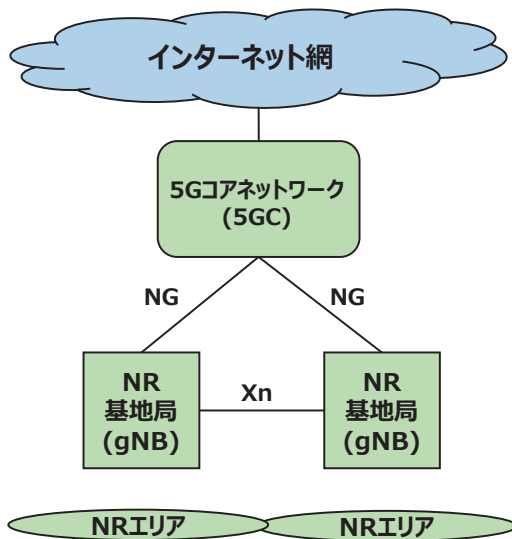 インターネット網
5Gコアネットワーク
(5GC)
NG
NG
NR
基地局
(gNB)
Xn
NR
基地局
(gNB)
NRエリア
NRエリア